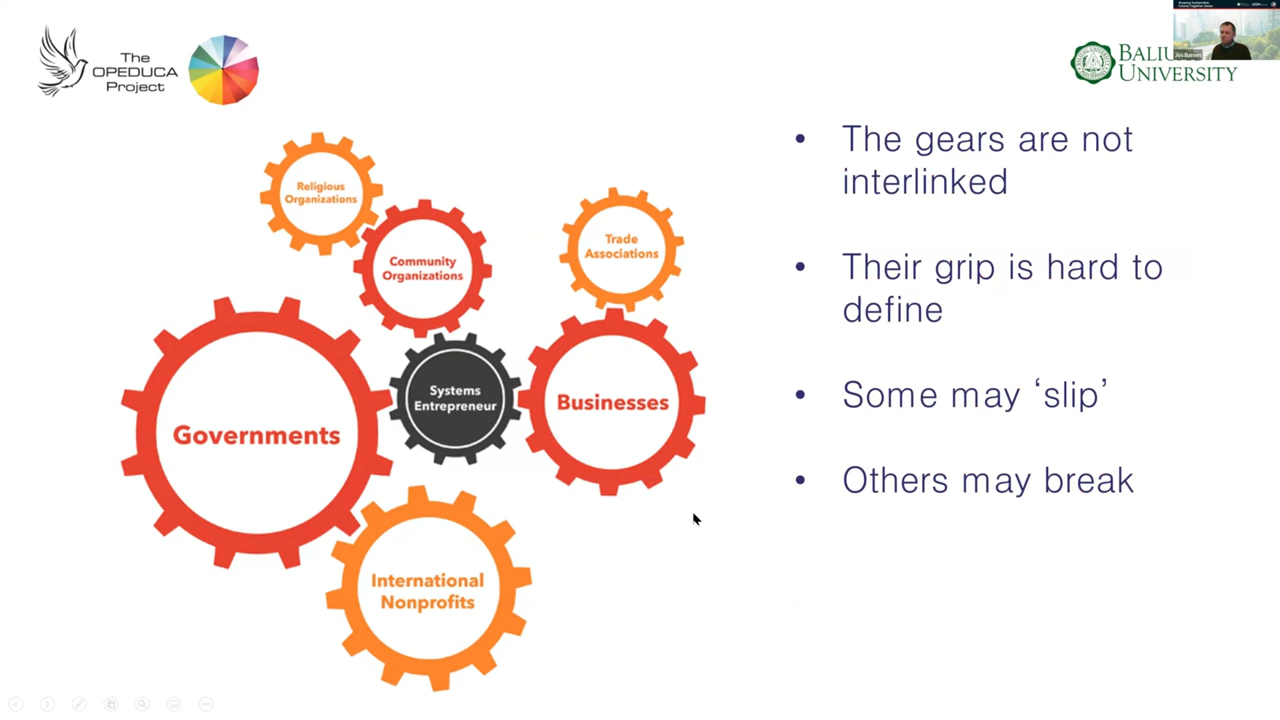 The
OPEDUCA
Project
BALIU
UNIVERSITY
Religious
Organizations
Community
Organizations
Trade
Associations
Systems
Entrepreneur
Businesses
Governments
International
Nonprofits
• The gears are not
interlinked
• Their grip is hard to
define
• Some may ‘slip’
• Others may break